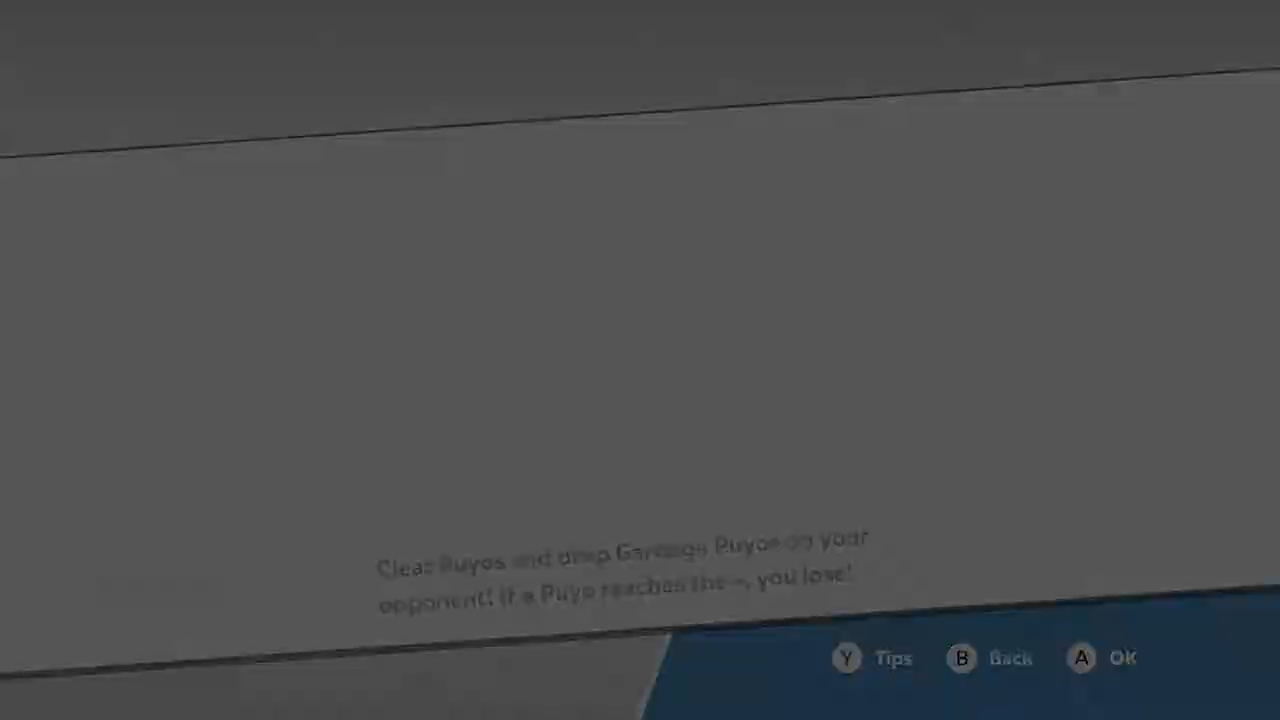 Clear Puyos and drop Garbage Puyos on your
opponent! If a Puyo reaches the ×, you lose!
Y Tips B Back A OK